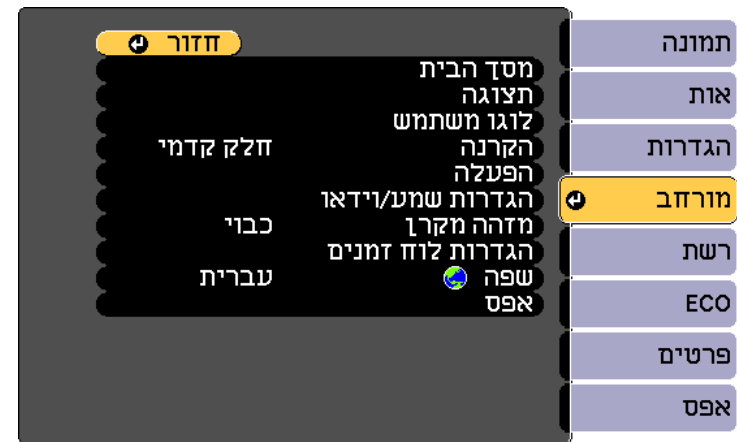 תמונה
אות
הגדרות
מורחב
רשת
ECO
פרטים
אפס
חזור
מסך הבית
תצוגה
לוגו משתמש
הקרנה חלק קדמי
הפעלה
הגדרות שמע/וידאו
מזהה מקרן כבוי
הגדרות לוח זמנים
שפה עברית
אפס